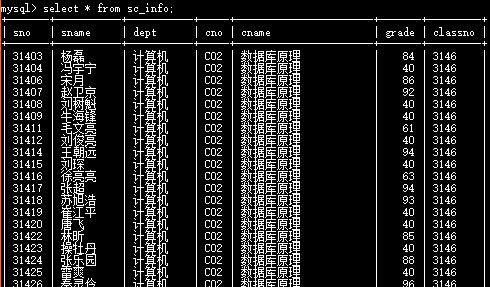 mysql> select * from sc_info;
| sno | sname | dept | cno | cname | grade | classno |
| 31403 | 杨磊 | 计算机 | C02 | 数据库原理 | 84 | 3146
| 31404 | 冯宇宁 | 计算机 | C02 | 数据库原理 | 40 | 3146
| 31406 | 宋月 | 计算机 | C02 | 数据库原理 | 86 | 3146
| 31407 | 赵卫京 | 计算机 | C02 | 数据库原理 | 92 | 3146
| 31408 | 刘树魁 | 计算机 | C02 | 数据库原理 | 40 | 3146
| 31409 | 牛海锋 | 计算机 | C02 | 数据库原理 | 40 | 3146
| 31411 | 毛文亮 | 计算机 | C02 | 数据库原理 | 61 | 3146
| 31412 | 刘俊亮 | 计算机 | C02 | 数据库原理 | 40 | 3146
| 31414 | 王朝远 | 计算机 | C02 | 数据库原理 | 94 | 3146
| 31415 | 刘琛 | 计算机 | C02 | 数据库原理 | 40 | 3146
| 31416 | 徐亮亮 | 计算机 | C02 | 数据库原理 | 63 | 3146
| 31417 | 张超 | 计算机 | C02 | 数据库原理 | 94 | 3146
| 31418 | 苏旭洁 | 计算机 | C02 | 数据库原理 | 93 | 3146
| 31419 | 崔江平 | 计算机 | C02 | 数据库原理 | 40 | 3146
| 31420 | 唐飞 | 计算机 | C02 | 数据库原理 | 40 | 3146
| 31422 | 林昕 | 计算机 | C02 | 数据库原理 | 85 | 3146
| 31423 | 牡丹 | 计算机 | C02 | 数据库原理 | 40 | 3146
| 31424 | 张乐园 | 计算机 | C02 | 数据库原理 | 88 | 3146
| 31425 | 雷爽 | 计算机 | C02 | 数据库原理 | 40 | 3146
| 31426 | 计算机 | C02 | 数据库原理 | 96 | 3146